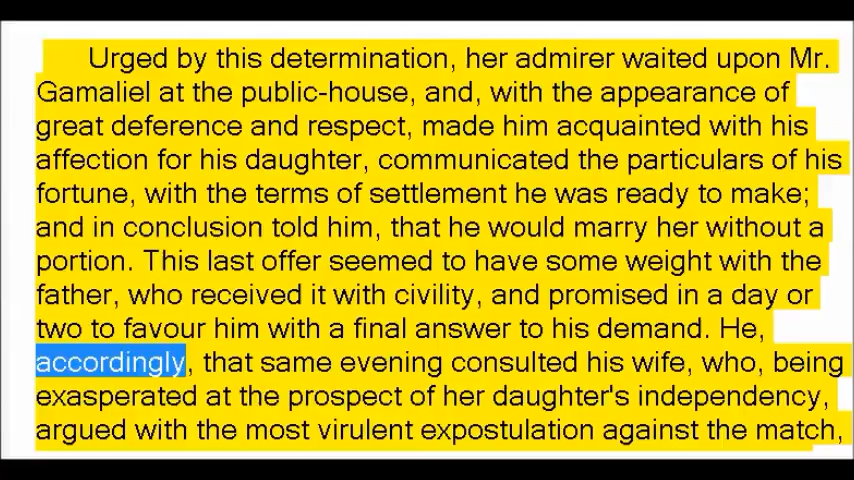 Urged by this determination, her admirer waited upon Mr.
Gamaliel at the public-house, and, with the appearance of
great deference and respect, made him acquainted with his
affection for his daughter, communicated the particulars of his
fortune, with the terms of settlement he was ready to make;
and in conclusion told him, that he would marry her without a
portion. This last offer seemed to have some weight with the
father, who received it with civility, and promised in a day or
two to favour him with a final answer to his demand. He,
accordingly, that same evening consulted his wife, who, being
exasperated at the prospect of her daughter's independency,
argued with the most virulent expostulation against the match,